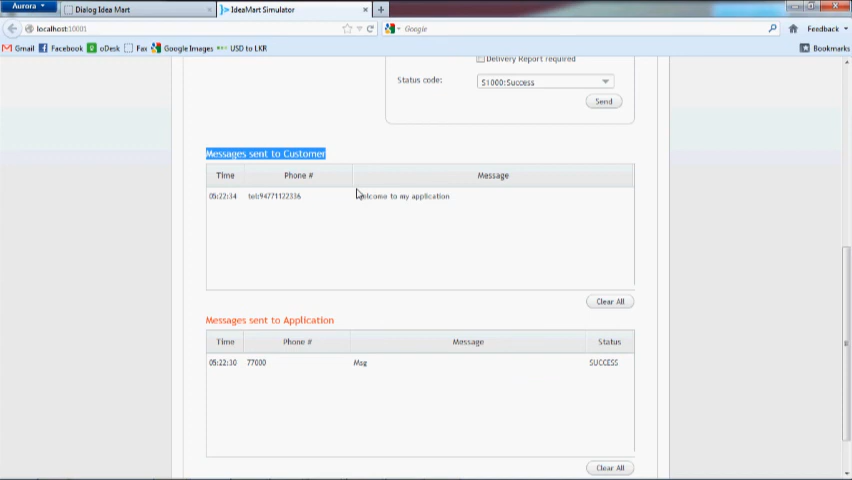 Aurora
Dialog Idea Mart
IdeaMart Simulator
localhost:10001
Google
Feedback
Gmail
Facebook
oDesk
Fax
Google Images
USD to LKR
Bookmarks
Delivery Report required
Status code:
S1000:Success
Send
Messages sent to Customer
Time Phone # Message
05:22:34 tel:94771122336 Welcome to my application
Clear All
Messages sent to Application
Time Phone # Message Status
05:22:30 77000 Msg SUCCESS
Clear All